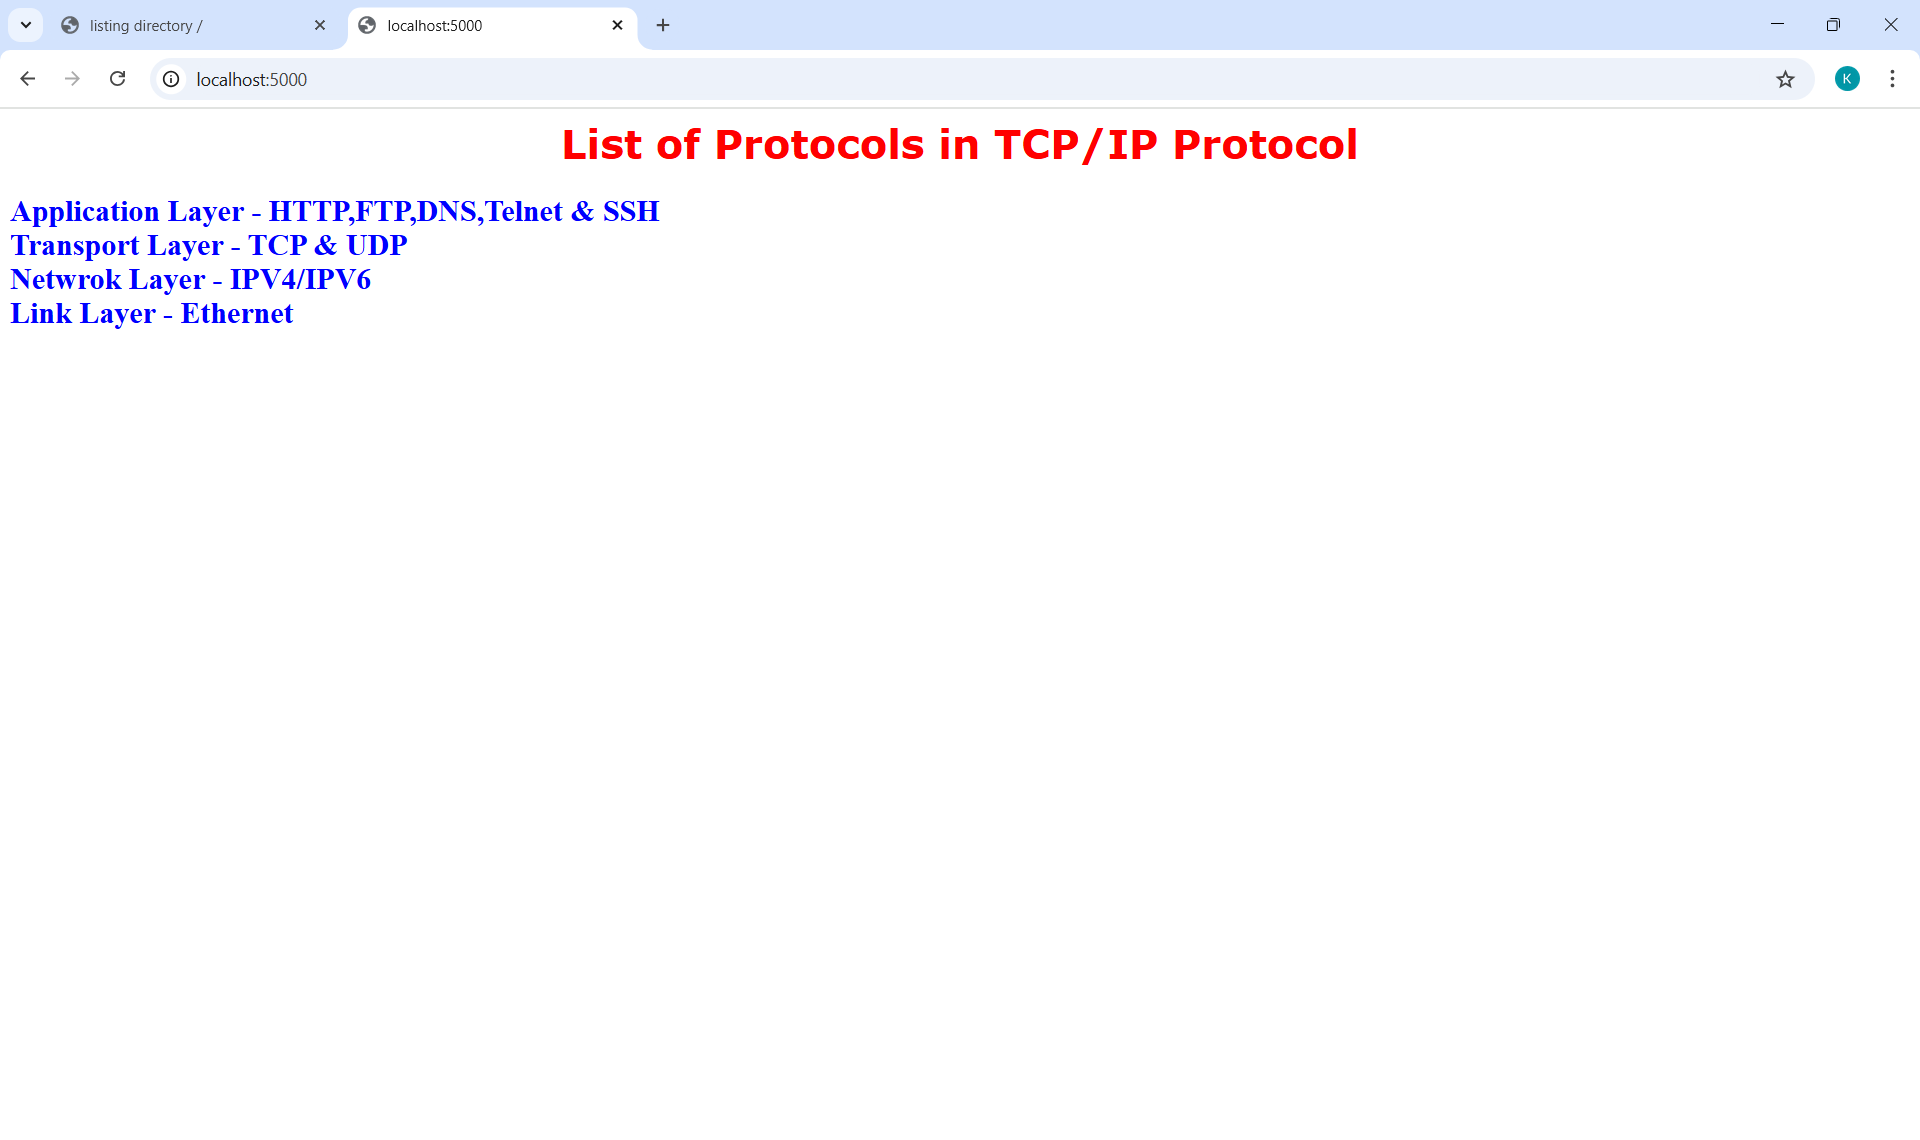 listing directory /
localhost:5000
localhost:5000
K
List of Protocols in TCP/IP Protocol
Application Layer - HTTP,FTP,DNS,Telnet & SSH
Transport Layer - TCP & UDP
Netwrok Layer - IPV4/IPV6
Link Layer - Ethernet